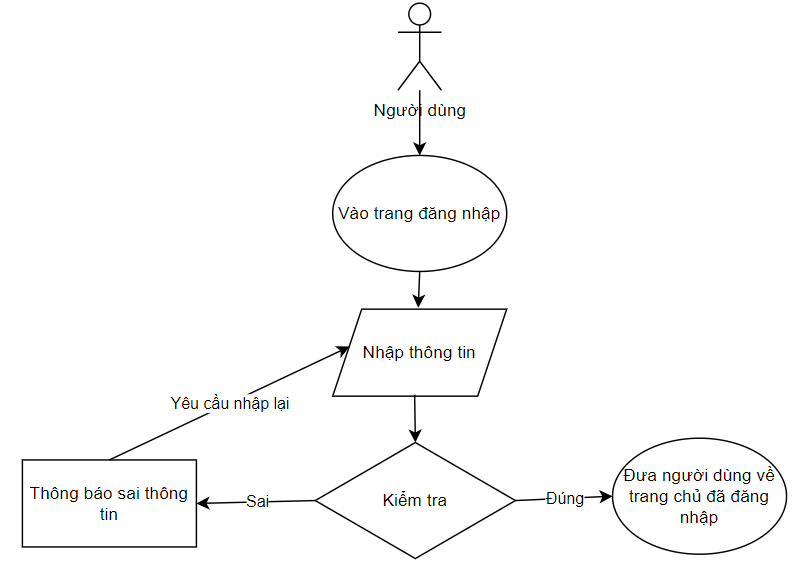 Người dùng
Vào trang đăng nhập
Nhập thông tin
Yêu cầu nhập lại
Thông báo sai thông
tin
Sai
Kiểm tra
Đúng
Đưa người dùng về
trang chủ đã đăng
nhập